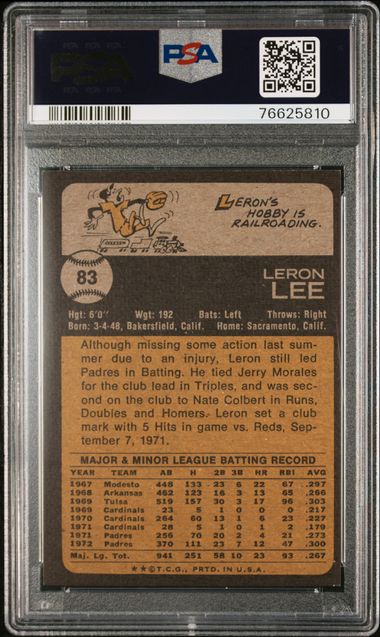 PSA
PSA
76625810
LERON'S
HOBBY IS
RAILROADING.
83
LERON
LEE
Hgt: 6'0" Wgt: 192 Bats: Left Throws: Right
Born: 3-4-48, Bakersfield, Calif. Home: Sacramento, Calif.
Although missing some action last sum-
mer due to an injury, Leron still led
Padres in Batting. He tied Jerry Morales
for the club lead in Triples, and was sec-
ond on the club to Nate Colbert in Runs,
Doubles and Homers. Leron set a club
mark with 5 Hits in game vs. Reds, Sep-
tember 7, 1971.
MAJOR & MINOR LEAGUE BATTING RECORD
YEAR TEAM AB H 2B 3B HR RBI AVG
1967 Modesto 448 133 23 6 22 67 .297
1968 Arkansas 462 123 16 3 13 65 .266
1969 Tulsa 519 157 30 3 17 96 .303
1969 Cardinals 23 5 1 0 0 0 .217
1970 Cardinals 264 60 13 1 6 23 .227
1971 Cardinals 28 5 1 0 1 2 .179
1971 Padres 256 70 21 2 4 21 .273
1972 Padres 370 111 23 7 12 47 .300
Maj. Lg. Tot. 941 251 58 10 23 93 .267
★★©T.C.G., PRTD. IN U.S.A.